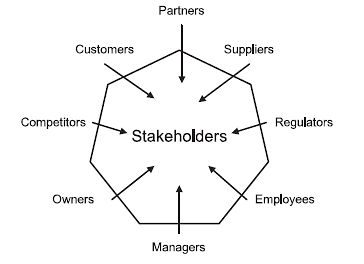 Partners
Customers
Suppliers
Competitors
Stakeholders
Regulators
Owners
Employees
Managers